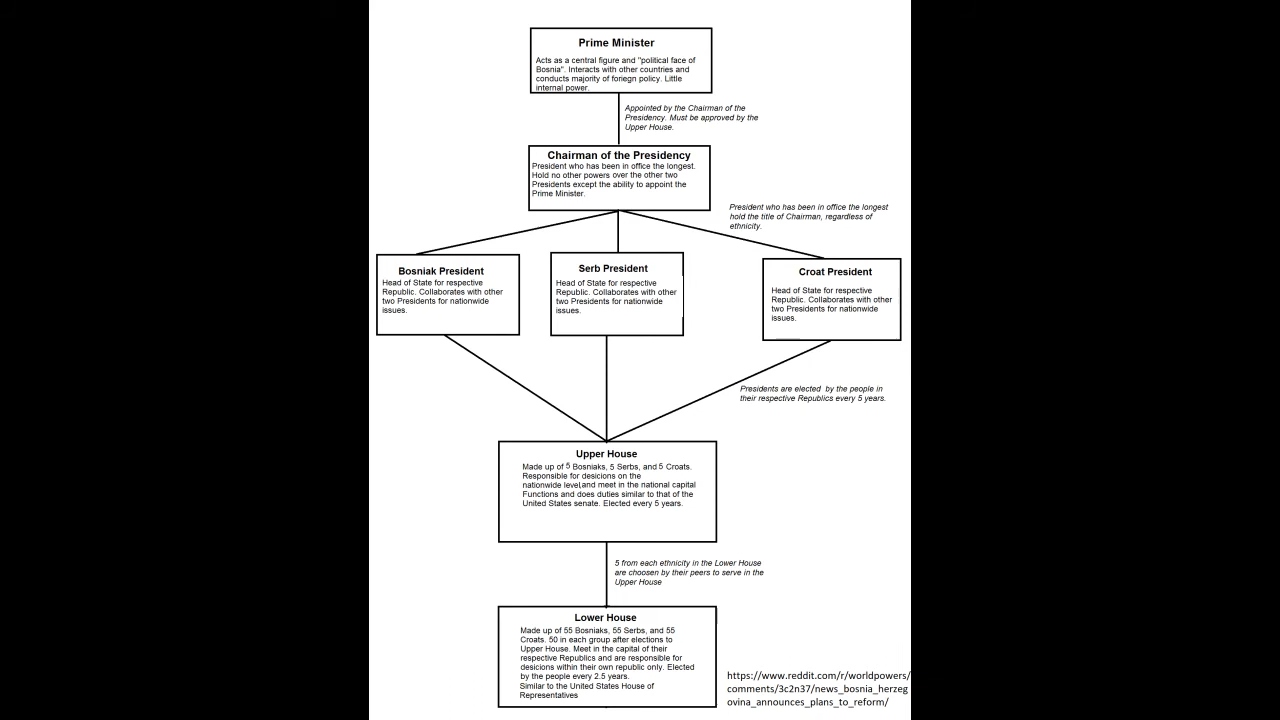 Prime Minister
Acts as a central figure and "political face of
Bosnia". Interacts with other countries and
conducts majority of foriegn policy. Little
internal power.
Appointed by the Chairman of the
Presidency. Must be approved by the
Upper House.
Chairman of the Presidency
President who has been in office the longest.
Hold no other powers over the other two
Presidents except the ability to appoint the
Prime Minister.
President who has been in office the longest
hold the title of Chairman, regardless of
ethnicity.
Bosniak President
Head of State for respective
Republic. Collaborates with other
two Presidents for nationwide
issues.
Serb President
Head of State for respective
Republic. Collaborates with other
two Presidents for nationwide
issues.
Croat President
Head of State for respective
Republic. Collaborates with other
two Presidents for nationwide
issues.
Presidents are elected by the people in
their respective Republics every 5 years.
Upper House
Made up of 5 Bosniaks, 5 Serbs, and 5 Croats.
Responsible for desicions on the
nationwide level,and meet in the national capital
Functions and does duties similar to that of the
United States senate. Elected every 5 years.
5 from each ethnicity in the Lower House
are choosen by their peers to serve in the
Upper House
Lower House
Made up of 55 Bosniaks, 55 Serbs, and 55
Croats. 50 in each group after elections to
Upper House. Meet in the capital of their
respective Republics and are responsible for
desicions within their own republic only. Elected
by the people every 2.5 years.
Similar to the United States House of
Representatives
https://www.reddit.com/r/worldpowers/
comments/3c2n37/news_bosnia_herzeg
ovina_announces_plans_to_reform/